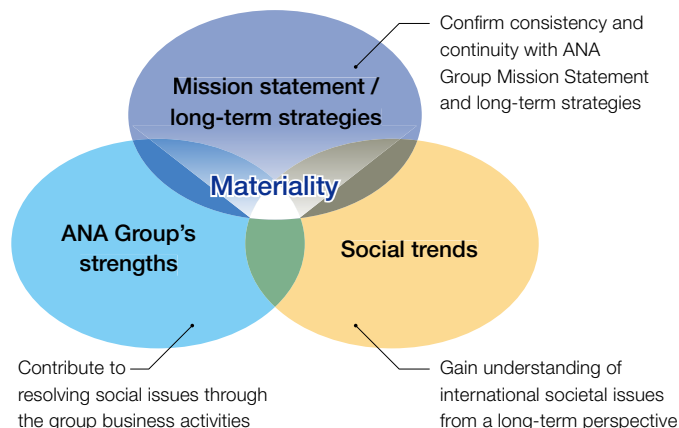 Confirm consistency and
continuity with ANA
Group Mission Statement
and long-term strategies
Mission statement /
long-term strategies
Materiality
ANA Group's
strengths
Social trends
Contribute to
resolving social issues through
the group business activities
Gain understanding of
international societal issues
from a long-term perspective